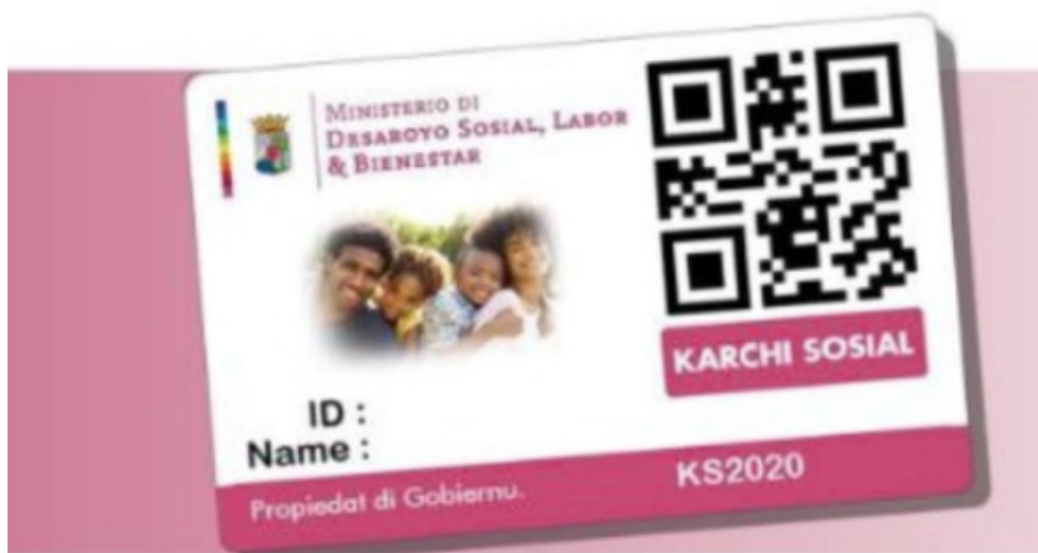 MINISTERIO DI
DESAROYO SOSIAL, LABOR
& BIENESTAR
KARCHI SOSIAL
ID :
Name :
KS2020
Propiedat di Gobiernu.